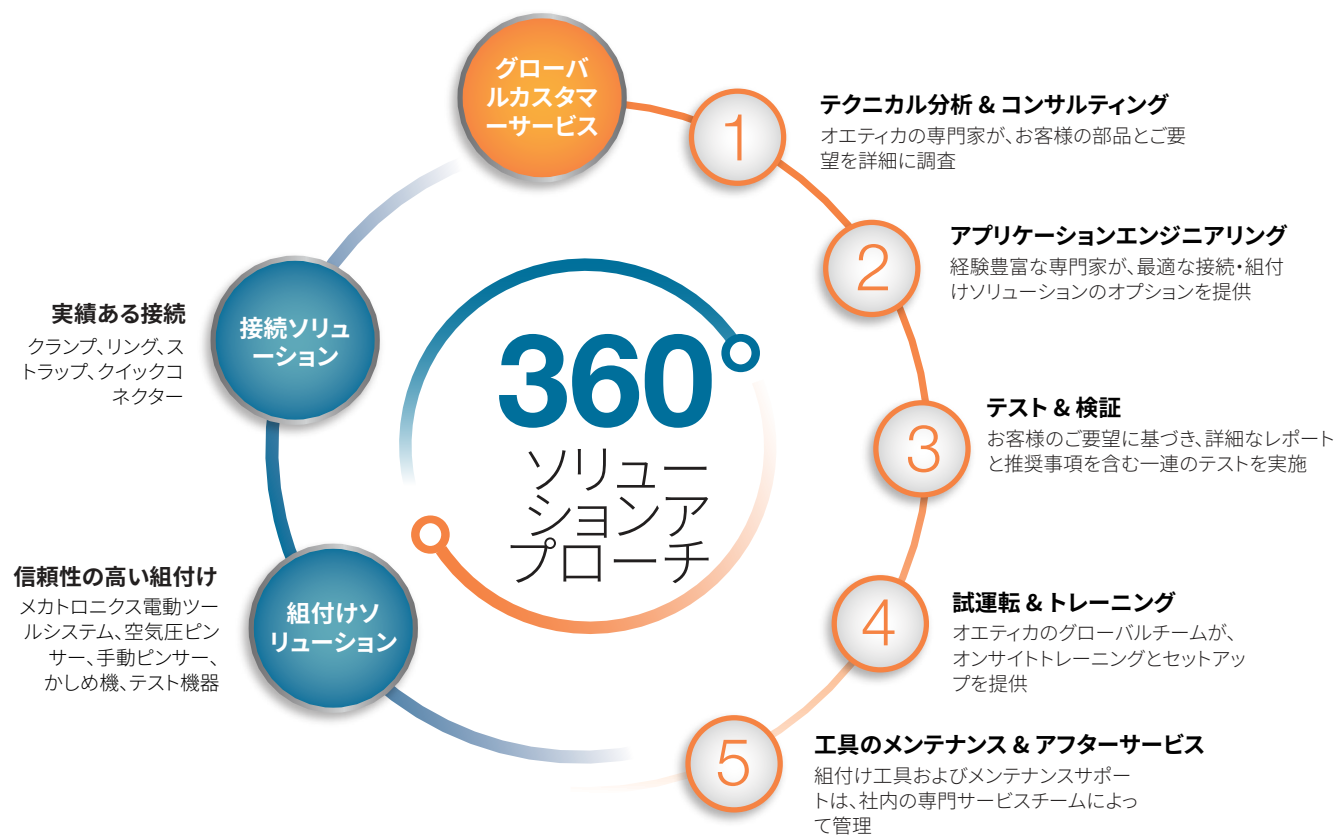 グローバ
ルカスタマ
ーサービス
1
テクニカル分析 & コンサルティング
オエティカの専門家が、お客様の部品とご要
望を詳細に調査
2
アプリケーションエンジニアリング
経験豊富な専門家が、最適な接続・組付
けソリューションのオプションを提供
3
テスト & 検証
お客様のご要望に基づき、詳細なレポート
と推奨事項を含む一連のテストを実施
4
試運転 & トレーニング
オエティカのグローバルチームが、
オンサイトトレーニングとセットアッ
プを提供
5
工具のメンテナンス & アフターサービス
組付け工具およびメンテナンスサポー
トは、社内の専門サービスチームによっ
て管理
360
ソリュー
ションア
プローチ
接続ソリュ
ーション
実績ある接続
クランプ、リング、ス
トラップ、クイックコ
ネクター
組付けソ
リューション
信頼性の高い組付け
メカトロニクス電動ツー
ルシステム、空気圧ピン
サー、手動ピンサー、
かしめ機、テスト機器